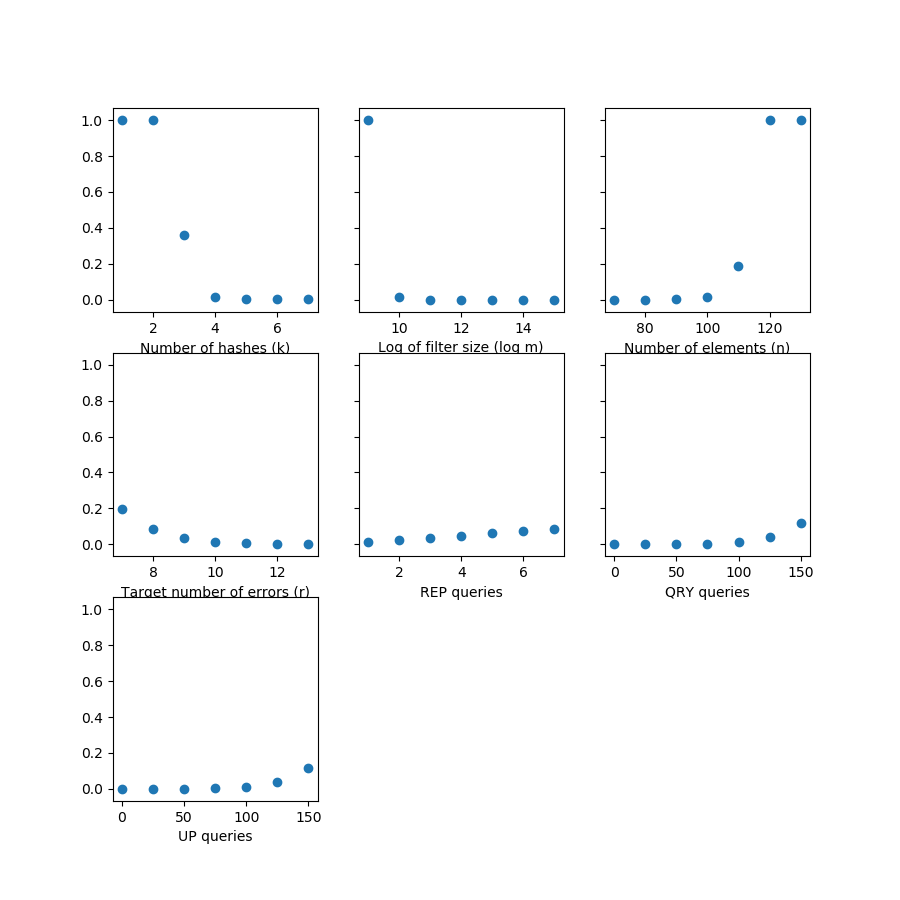 1.0
0.8
0.6
0.4
0.2
0.0
2 4 6
Number of hashes (k)
10 12 14
Log of filter size (log m)
80 100 120
Number of elements (n)
1.0
0.8
0.6
0.4
0.2
0.0
8 10 12
Target number of errors (r)
2 4 6
REP queries
0 50 100 150
QRY queries
1.0
0.8
0.6
0.4
0.2
0.0
0 50 100 150
UP queries